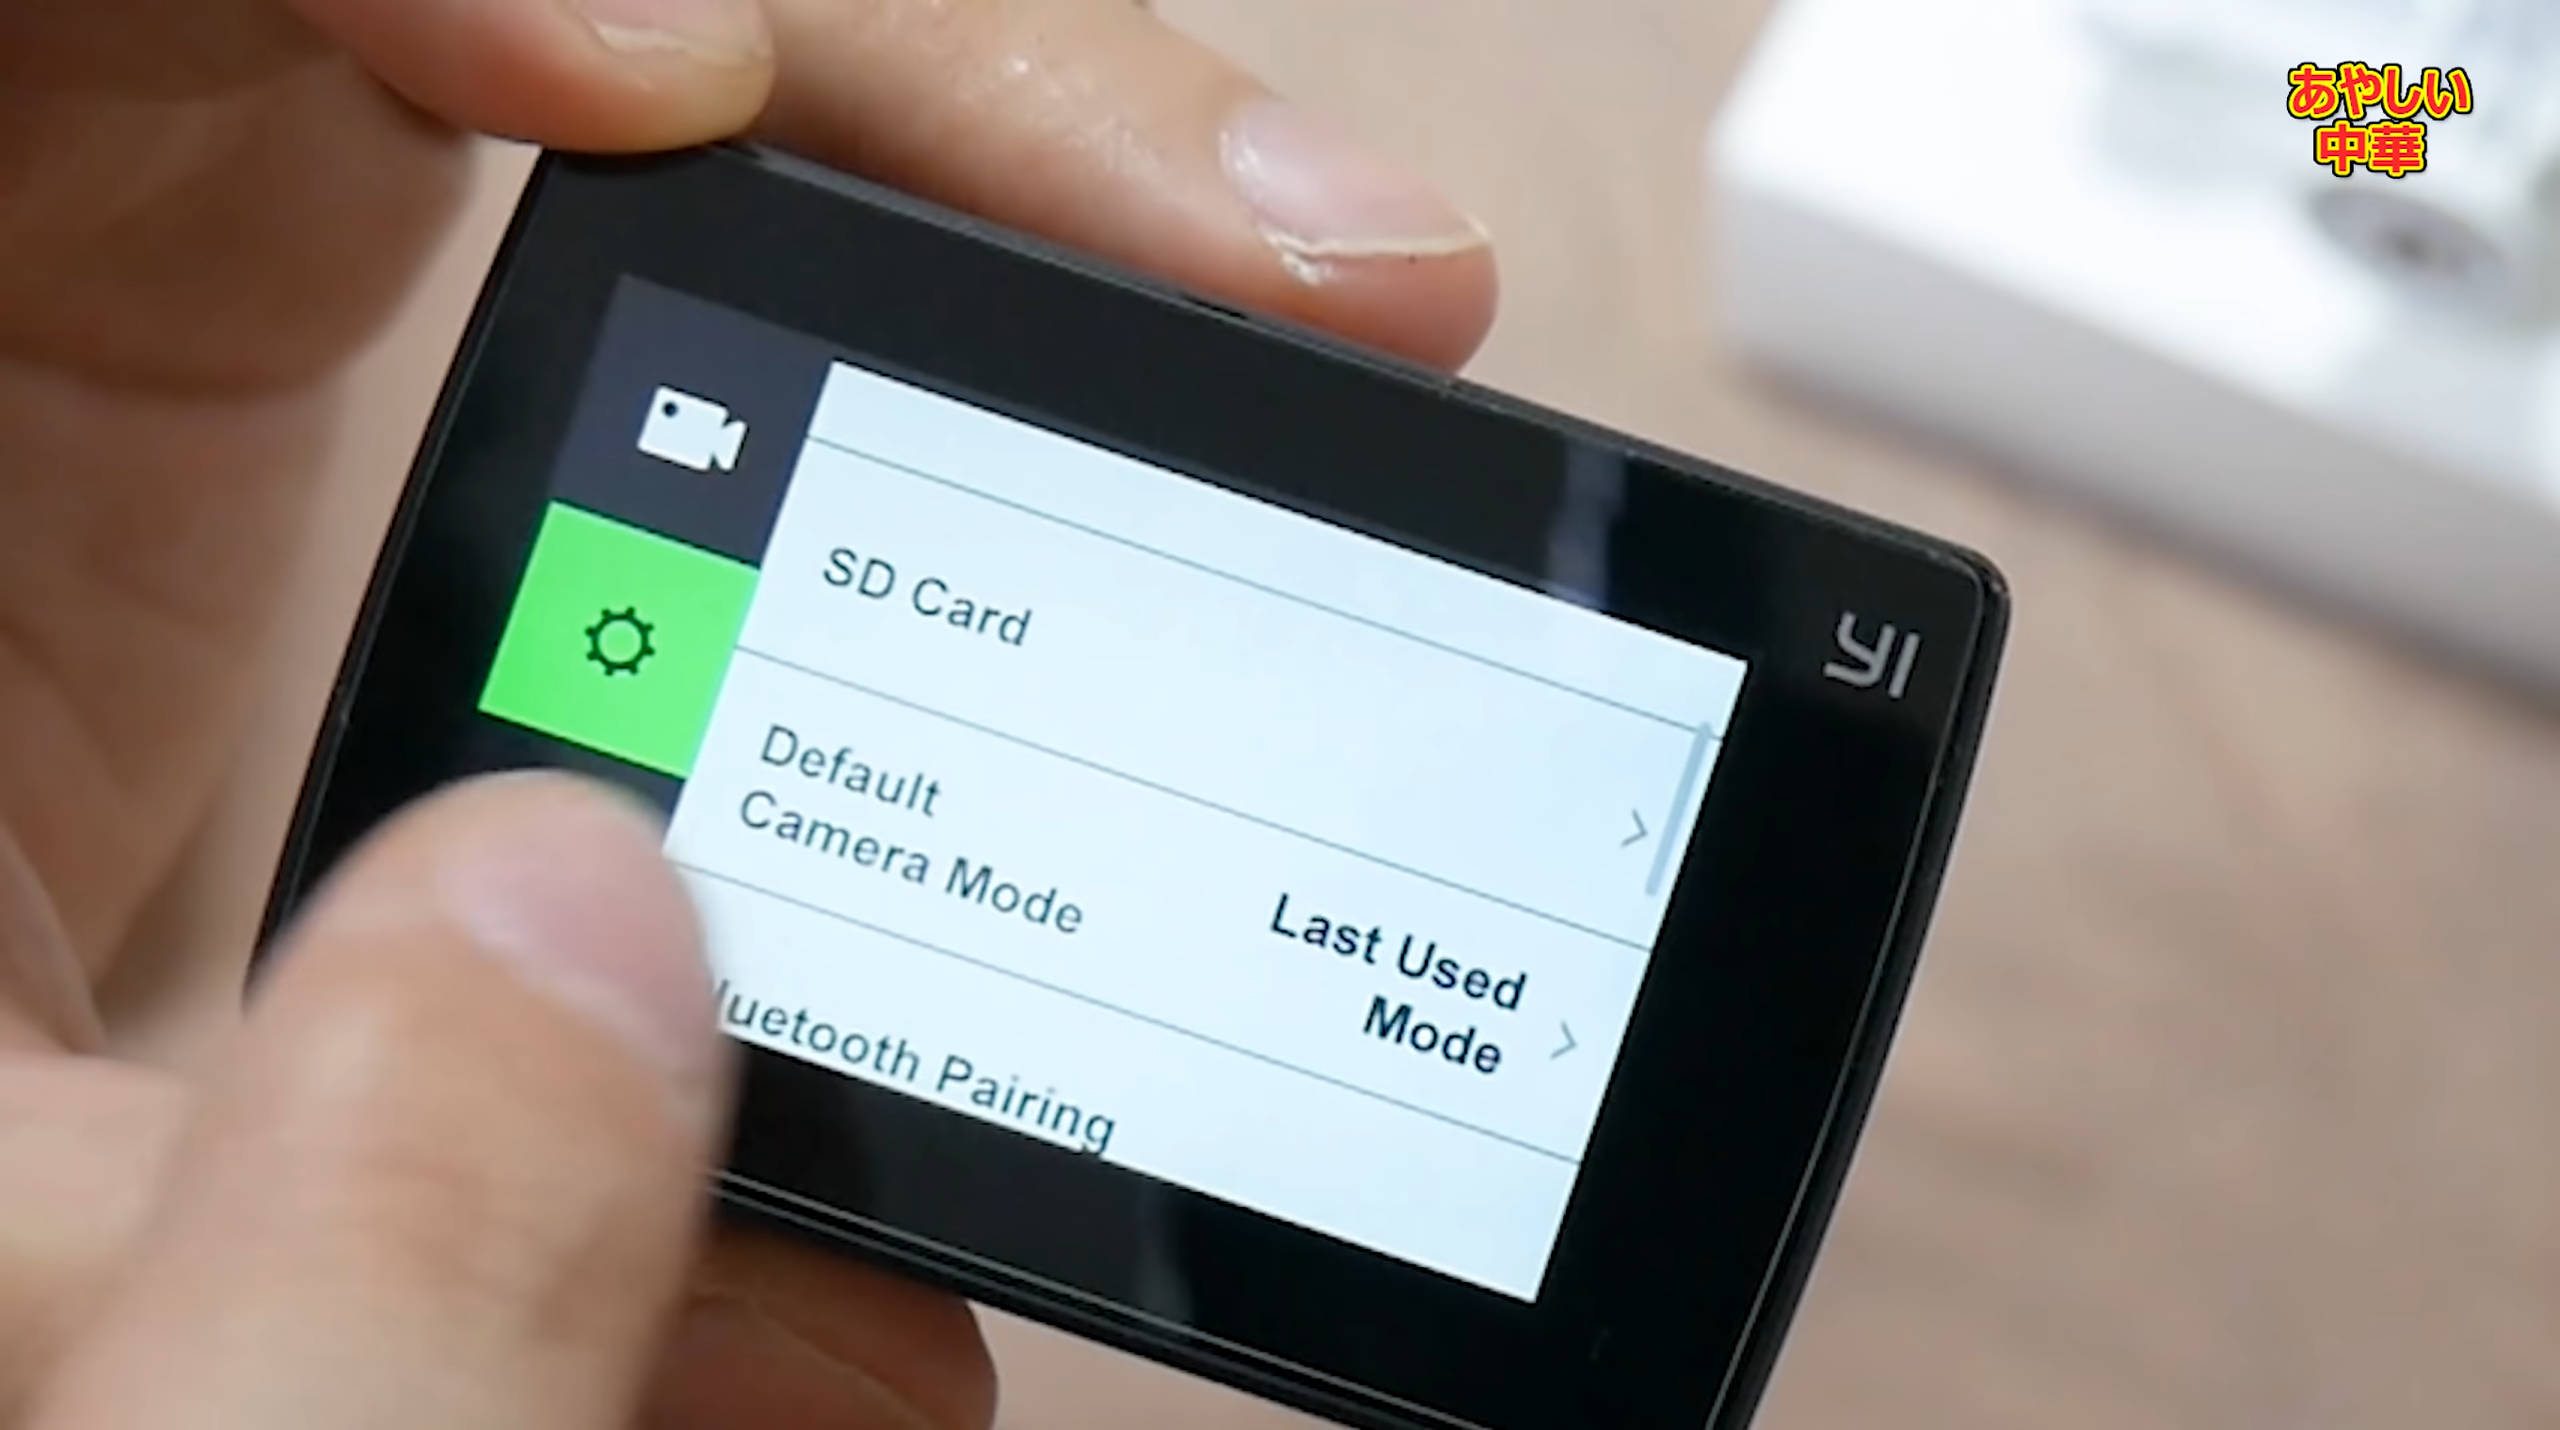 あやしい
中華
YI
SD Card
Default
Camera Mode
Last Used
Mode
luetooth Pairing